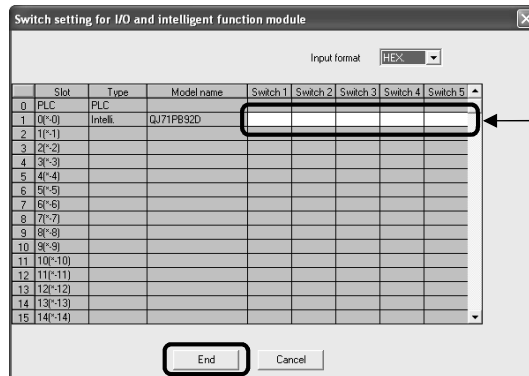 Switch setting for I/O and intelligent function module
Input format HEX.
Slot Type Model name Switch 1 Switch 2 Switch 3 Switch 4 Switch 5
0 PLC PLC
1 0(*-0) Intelli. QJ71PB92D
2 1(*-1)
3 2(*-2)
4 3(*-3)
5 4(*-4)
6 5(*-5)
7 6(*-6)
8 7(*-7)
9 8(*-8)
10 9(*-9)
11 10(*-10)
12 11(*-11)
13 12(*-12)
14 13(*-13)
15 14(*-14)
End Cancel